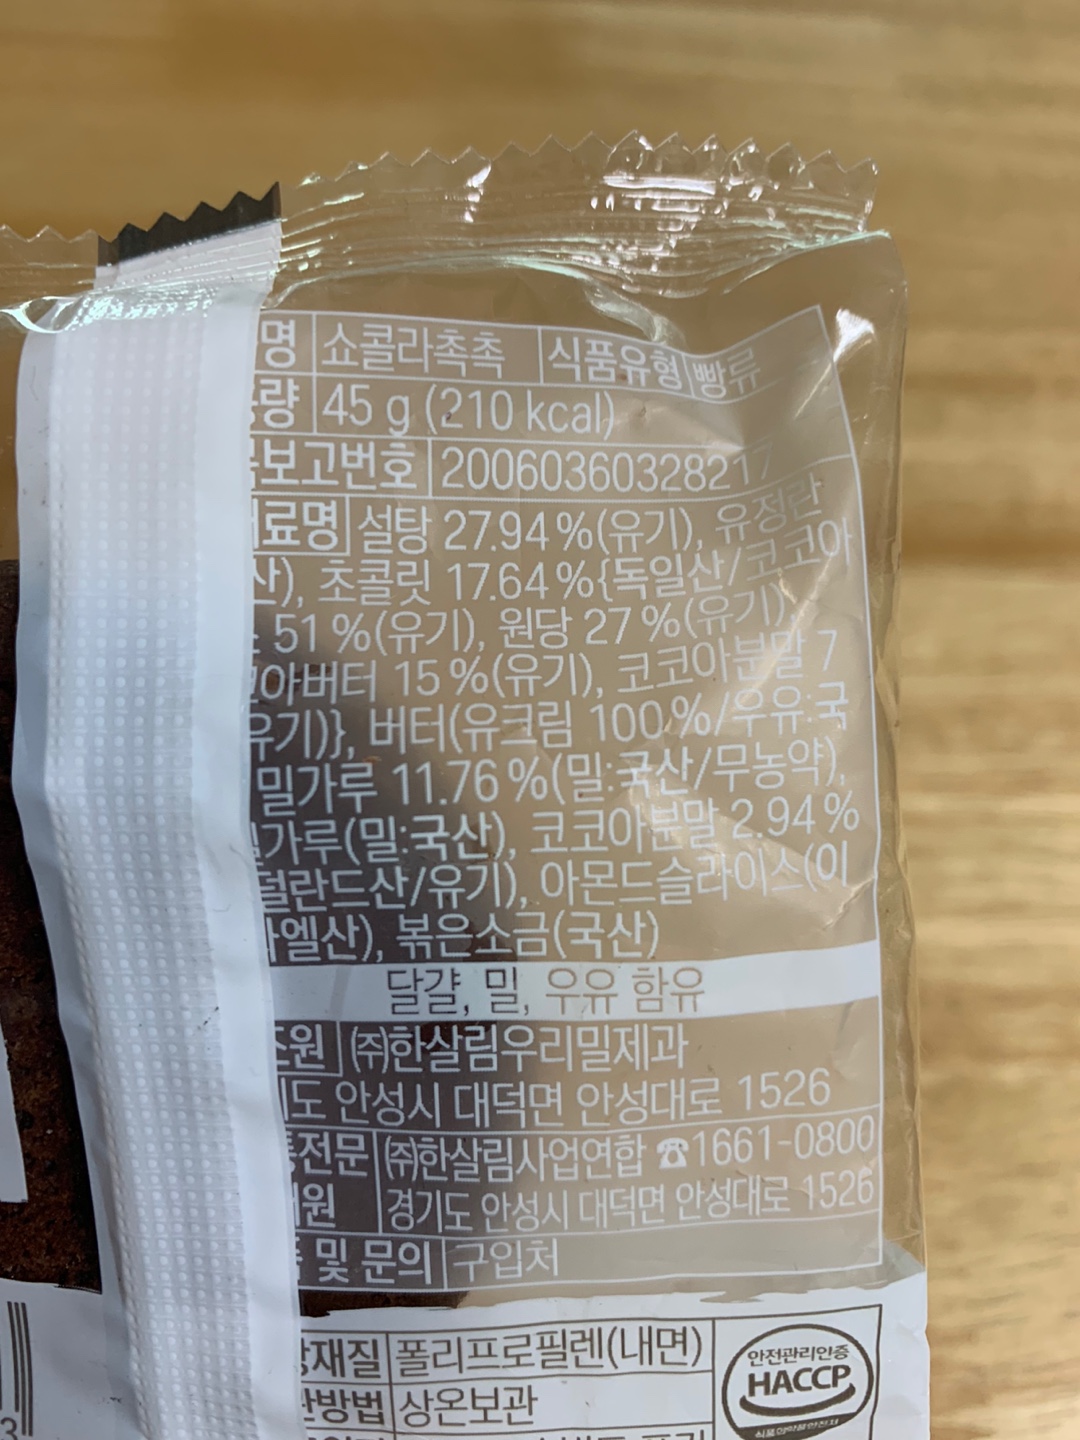 명 쇼콜라촉촉 식품유형 빵류
량 45 g (210 kcal)
보고번호 20060360328217
료명 설탕 27.94 %(유기), 유정란
산), 초콜릿 17.64 %{독일산/코코아
51 %(유기), 원당 27 %(유기),
아버터 15 %(유기), 코코아분말 7
유기)}, 버터(유크림 100 %/우유:국
밀가루 11.76 %(밀:국산/무농약),
가루(밀:국산), 코코아분말 2.94 %
덜란드산/유기), 아몬드슬라이스(이
엘산), 볶은소금(국산)
달걀, 밀, 우유 함유
원 ㈜한살림우리밀제과
도 안성시 대덕면 안성대로 1526
전문 ㈜한살림사업연합 ☎1661-0800
원 경기도 안성시 대덕면 안성대로 1526
및 문의 구입처
재질 폴리프로필렌(내면)
방법 상온보관
안전관리인증
HACCP
식품의약품안전처
3